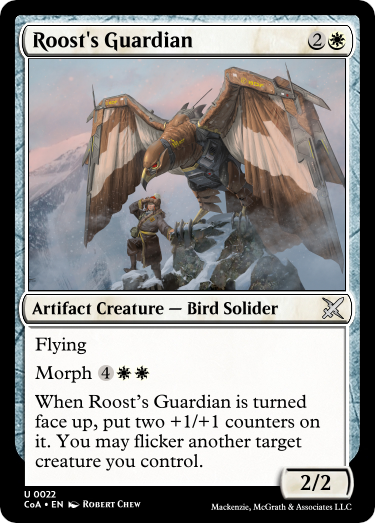 Roost's Guardian 2
Artifact Creature — Bird Solider
Flying
Morph 4
When Roost's Guardian is turned
face up, put two +1/+1 counters on
it. You may flicker another target
creature you control.
2/2
U 0022
CoA • EN Robert Chew
Mackenzie, McGrath & Associates LLC